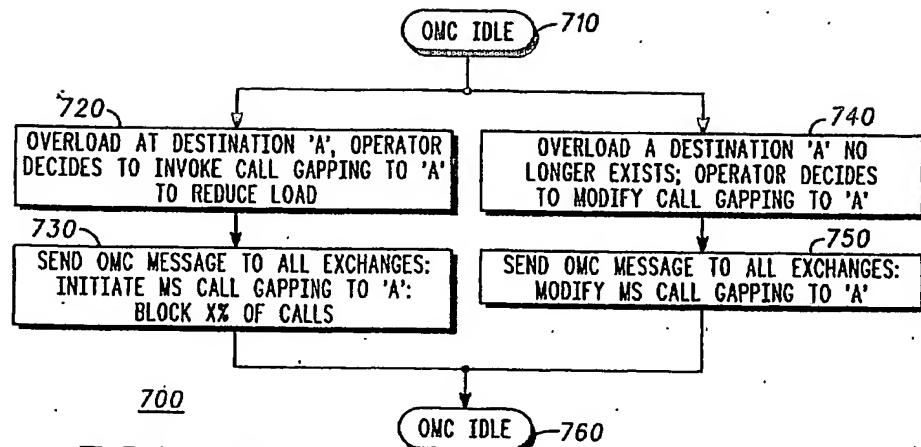 OMC IDLE 710
720
OVERLOAD AT DESTINATION 'A', OPERATOR
DECIDES TO INVOKE CALL GAPPING TO 'A'
TO REDUCE LOAD
740
OVERLOAD A DESTINATION 'A' NO
LONGER EXISTS; OPERATOR DECIDES
TO MODIFY CALL GAPPING TO 'A'
730
SEND OMC MESSAGE TO ALL EXCHANGES:
INITIATE MS CALL GAPPING TO 'A':
BLOCK X% OF CALLS
750
SEND OMC MESSAGE TO ALL EXCHANGES:
MODIFY MS CALL GAPPING TO 'A'
700
OMC IDLE 760